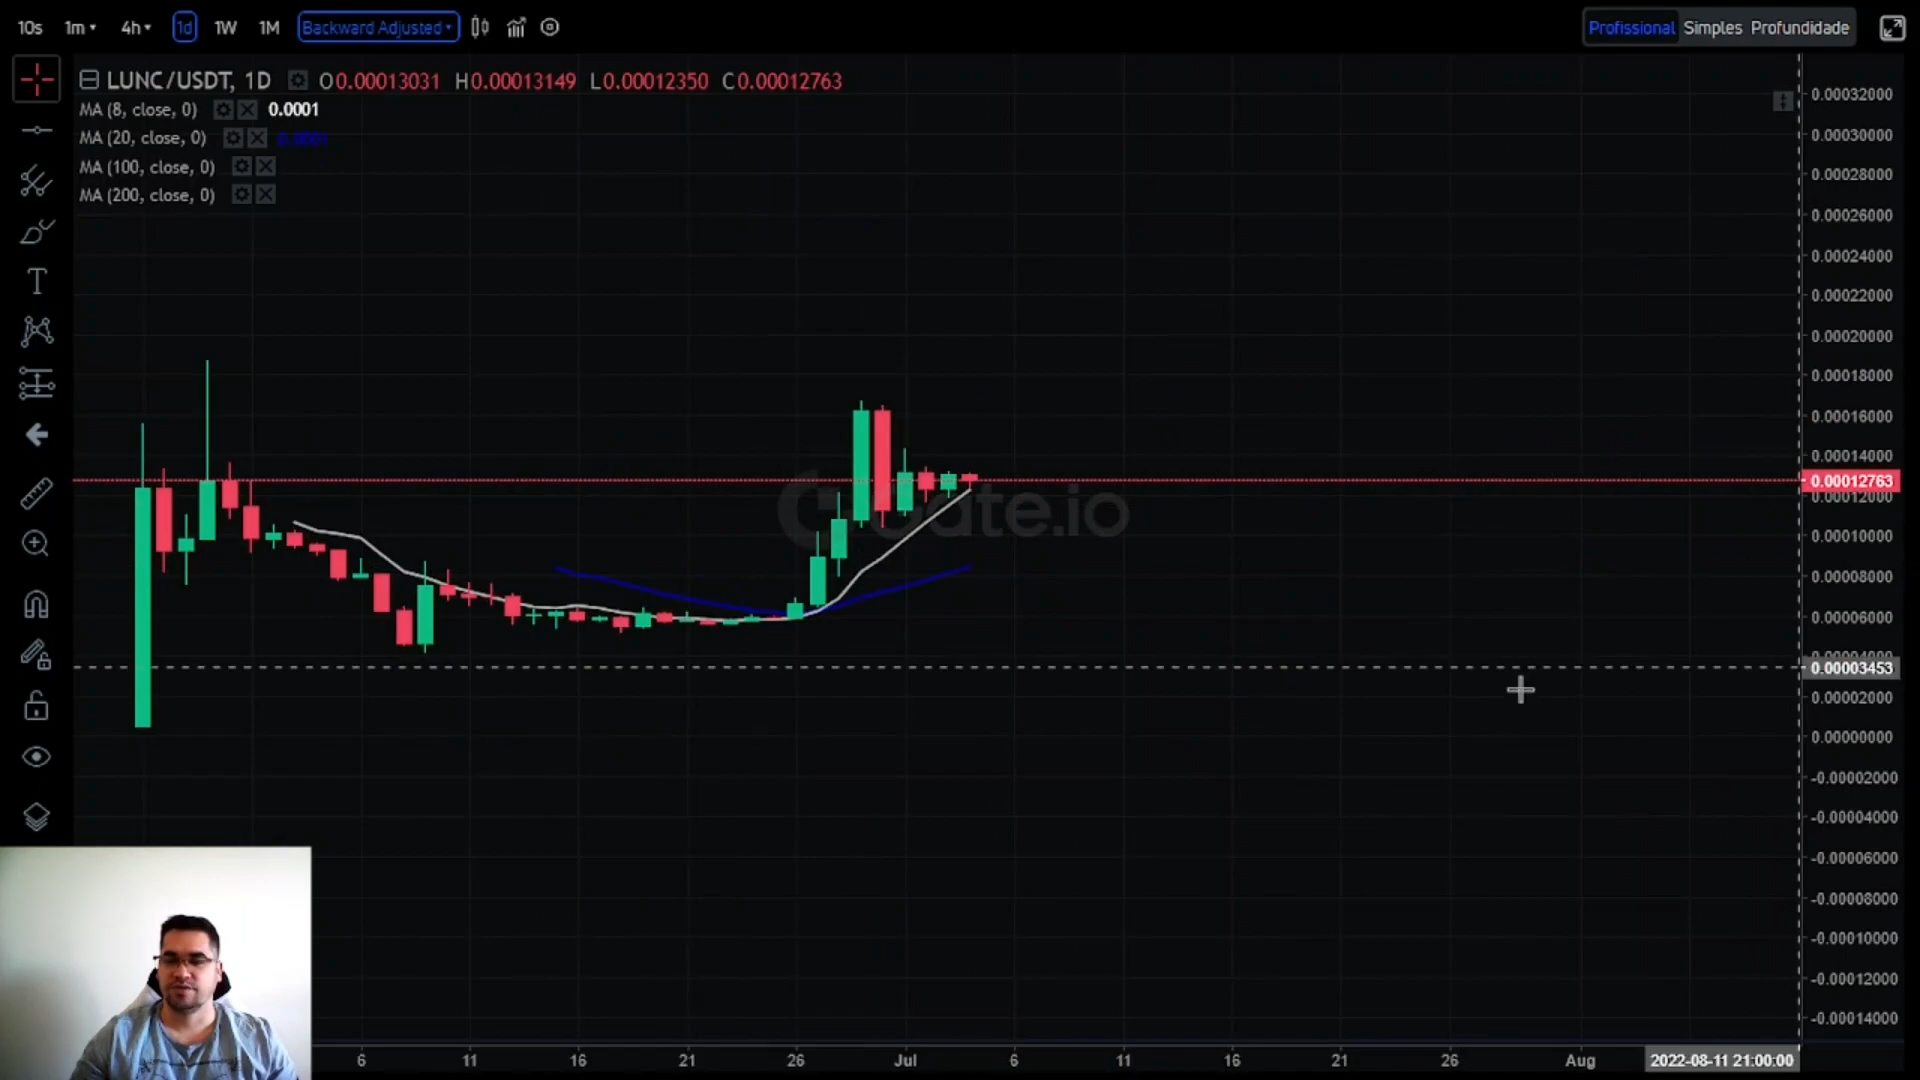 10s 1m 4h 1d 1W 1M Backward Adjusted Profissional Simples Profundidade
LUNC/USDT, 1D O0.00013031 H0.00013149 L0.00012350 C0.00012763
MA (8, close, 0) 0.0001
MA (20, close, 0) 0.0001
MA (100, close, 0)
MA (200, close, 0)
T
0.00032000
0.00030000
0.00028000
0.00026000
0.00024000
0.00022000
0.00020000
0.00018000
0.00016000
0.00014000
0.00012763
0.00012000
0.00010000
0.00008000
0.00006000
0.00003453
0.00002000
0.00000000
-0.00002000
-0.00004000
-0.00006000
-0.00008000
-0.00010000
-0.00012000
-0.00014000
Gate.io
6 11 16 21 26 Jul 6 11 16 21 26 Aug 2022-08-11 21:00:00